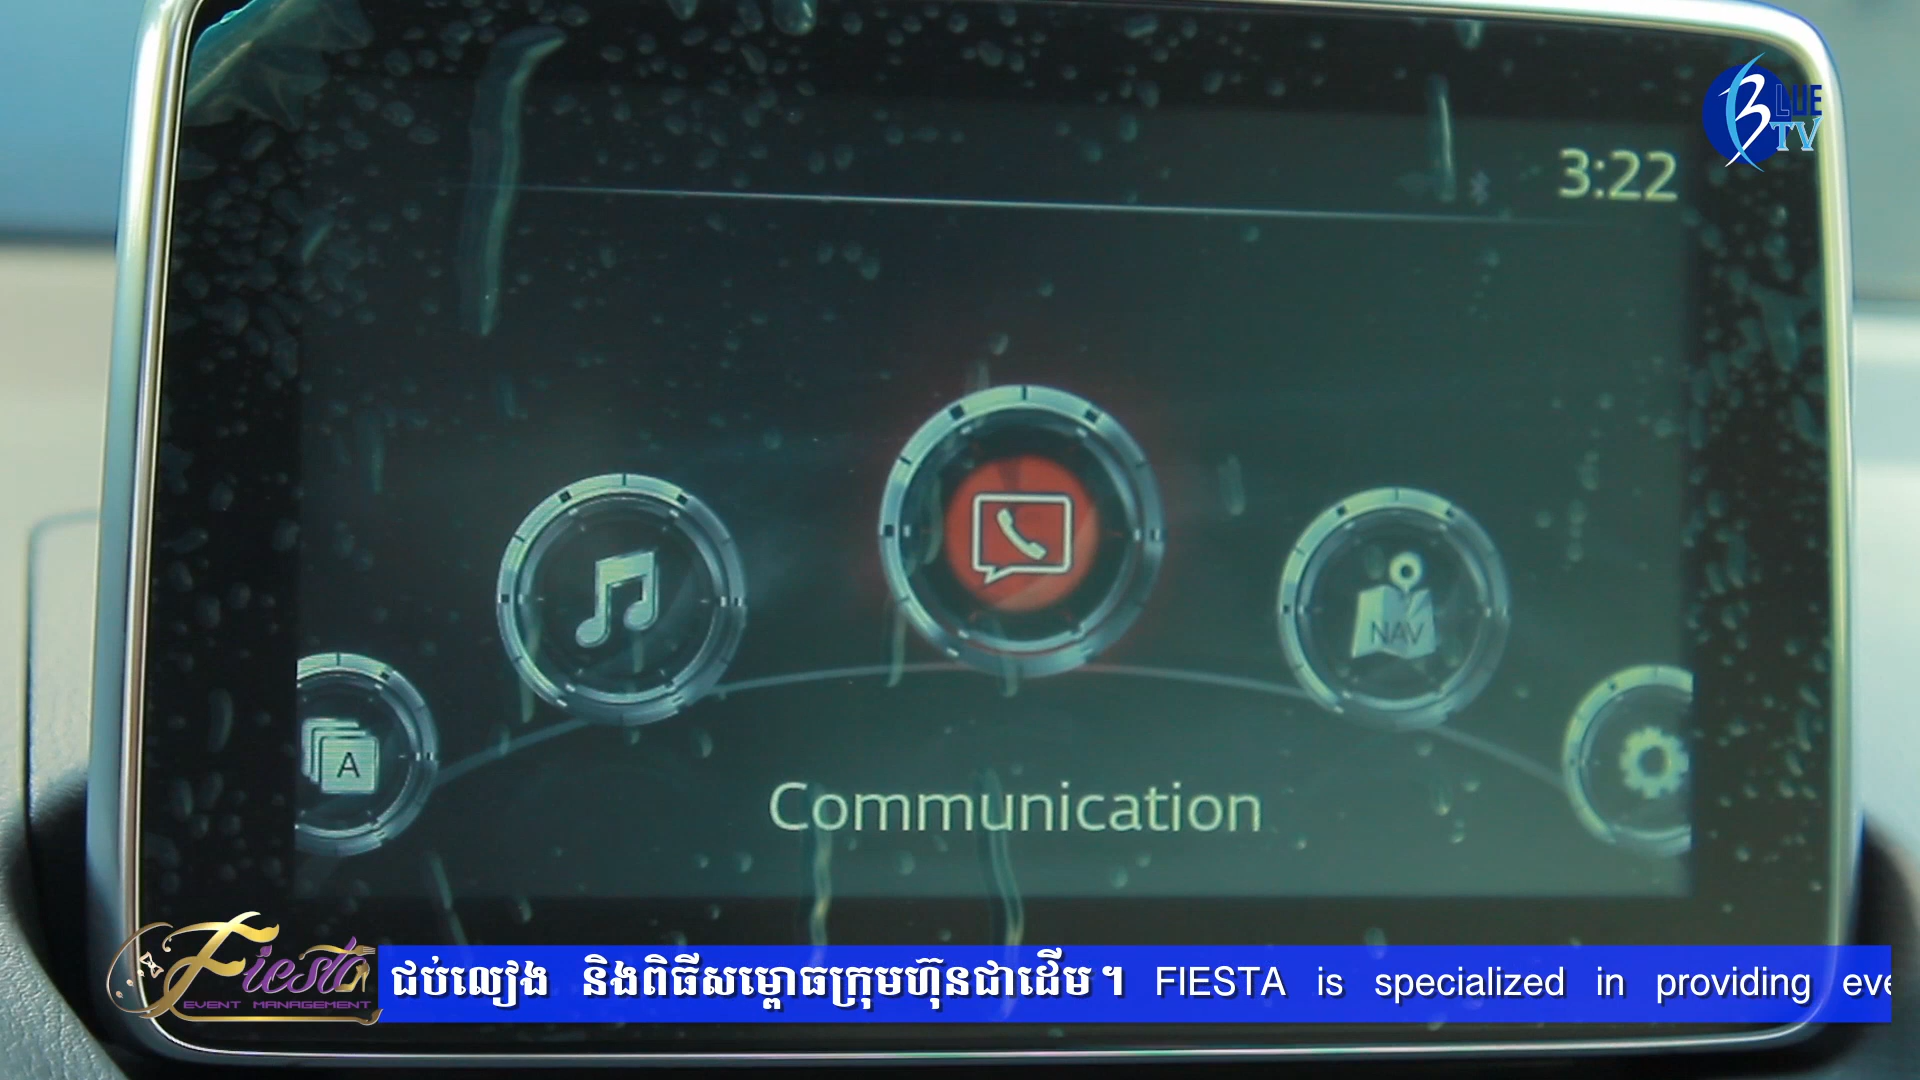 BLUE TV
3:22
NAV
A
Communication
Fiesta
EVENT MANAGEMENT
ជប់លៀង និងពិធីសម្ពោធក្រុមហ៊ុនជាដើម។ FIESTA is specialized in providing eve